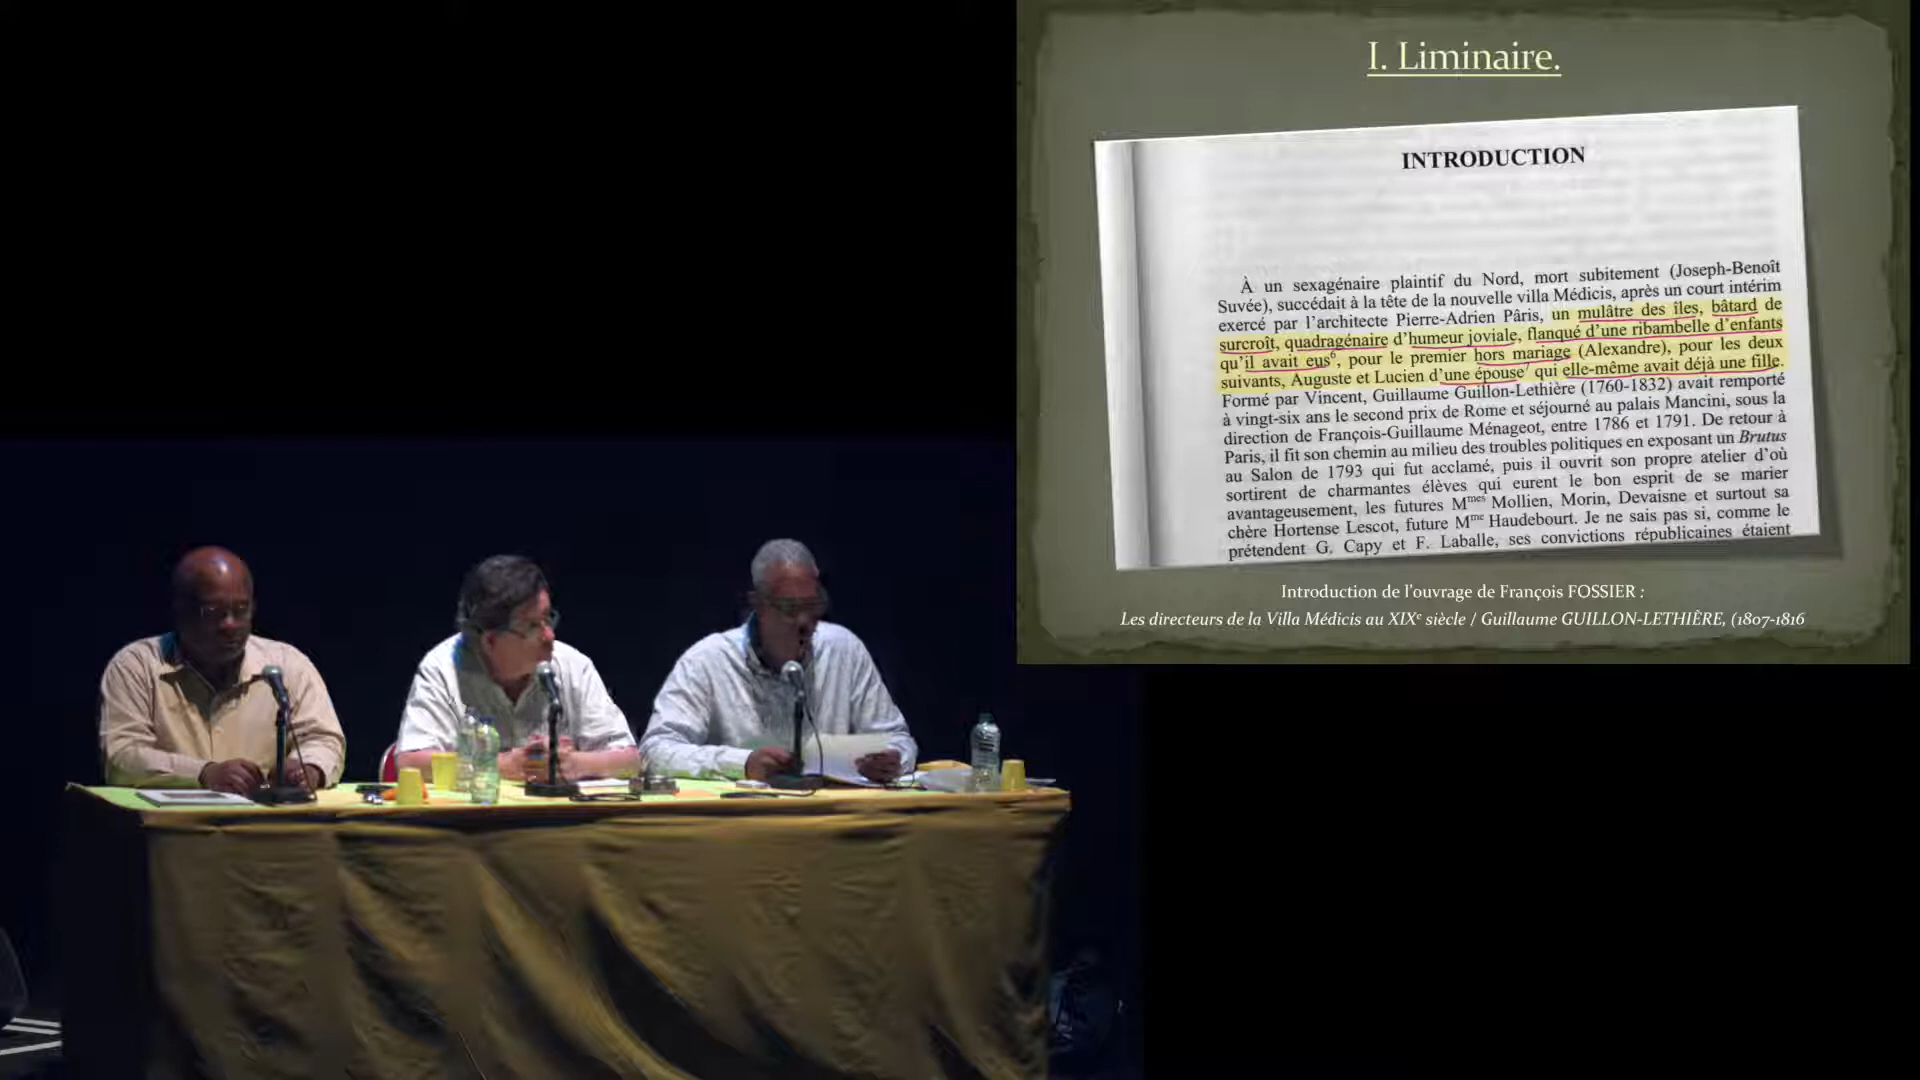 I. Liminaire.
INTRODUCTION
À un sexagénaire plaintif du Nord, mort subitement (Joseph-Benoît
Suvée), succédait à la tête de la nouvelle villa Médicis, après un court intérim
exercé par l'architecte Pierre-Adrien Pâris, un mulâtre des îles, bâtard de
surcroît, quadragénaire d'humeur joviale, flanqué d'une ribambelle d'enfants
qu'il avait eus⁶, pour le premier hors mariage (Alexandre), pour les deux
suivants, Auguste et Lucien d'une épouse⁷ qui elle-même avait déjà une fille.
Formé par Vincent, Guillaume Guillon-Lethière (1760-1832) avait remporté
à vingt-six ans le second prix de Rome et séjourné au palais Mancini, sous la
direction de François-Guillaume Ménageot, entre 1786 et 1791. De retour à
Paris, il fit son chemin au milieu des troubles politiques en exposant un Brutus
au Salon de 1793 qui fut acclamé, puis il ouvrit son propre atelier d'où
sortirent de charmantes élèves qui eurent le bon esprit de se marier
avantageusement, les futures Mmes Mollien, Morin, Devaisne et surtout sa
chère Hortense Lescot, future Mme Haudebourt. Je ne sais pas si, comme le
prétendent G. Capy et F. Laballe, ses convictions républicaines étaient
Introduction de l'ouvrage de François FOSSIER :
Les directeurs de la Villa Médicis au XIXe siècle / Guillaume GUILLON-LETHIÈRE, (1807-1816